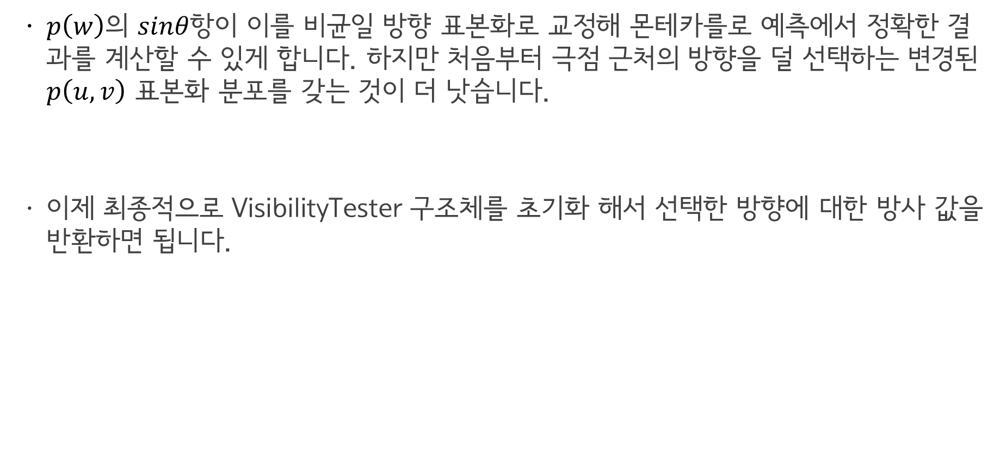 · p(w)의 sinθ항이 이를 비균일 방향 표본화로 교정해 몬테카를로 예측에서 정확한 결
과를 계산할 수 있게 합니다. 하지만 처음부터 극점 근처의 방향을 덜 선택하는 변경된
p(u, v) 표본화 분포를 갖는 것이 더 낫습니다.
· 이제 최종적으로 VisibilityTester 구조체를 초기화 해서 선택한 방향에 대한 방사 값을
반환하면 됩니다.